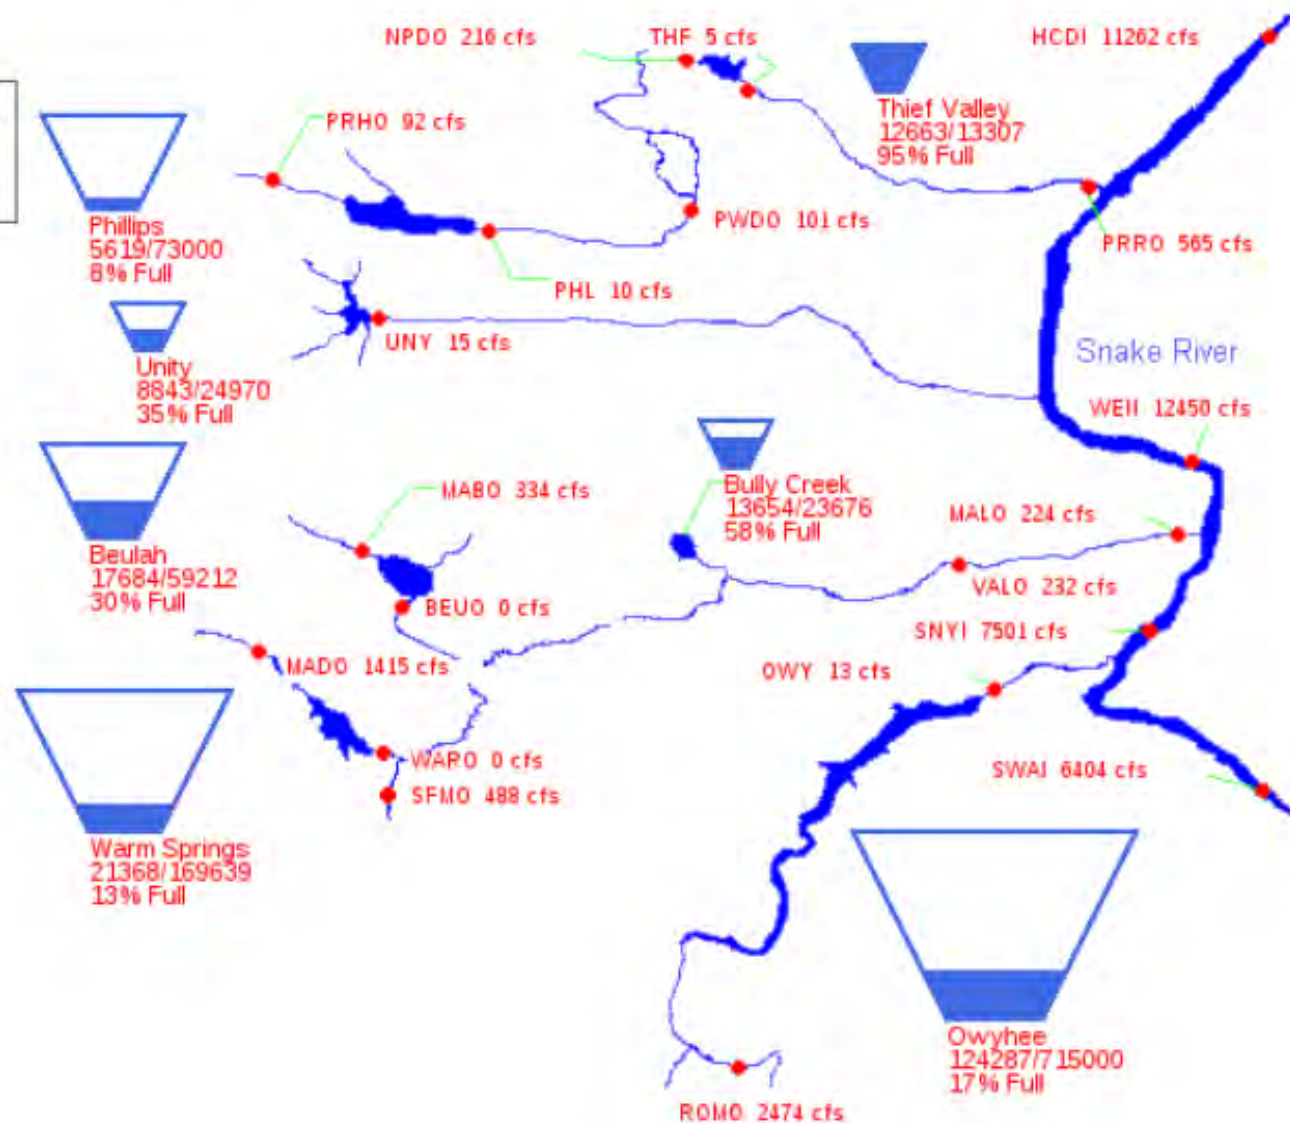 NPDO 216 cfs
THF 5 cfs
HCDI 11262 cfs
Thief Valley
12663/13307
95% Full
PRHO 92 cfs
Phillips
5619/73000
8% Full
PWDO 101 cfs
PRRO 565 cfs
PHL 10 cfs
UNY 15 cfs
Unity
8843/24970
35% Full
Snake River
WEII 12450 cfs
MABO 334 cfs
Bully Creek
13654/23676
58% Full
MALO 224 cfs
Beulah
17684/59212
30% Full
BEUO 0 cfs
VALO 232 cfs
SNYI 7501 cfs
MADO 1415 cfs
OWY 13 cfs
WARO 0 cfs
SFMO 488 cfs
SWAI 6404 cfs
Warm Springs
21368/169639
13% Full
Owyhee
124287/715000
17% Full
ROMO 2474 cfs